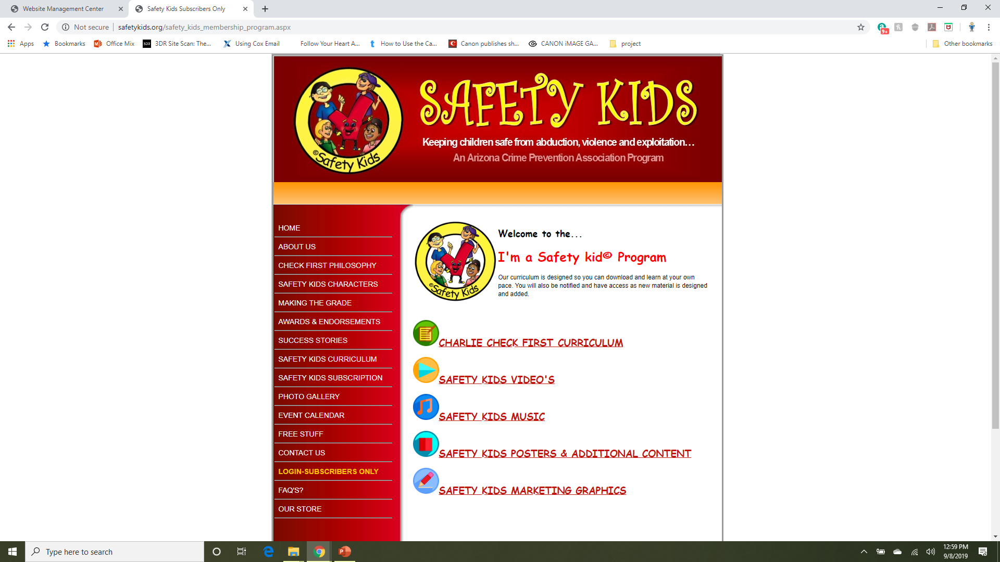 Website Management Center
Safety Kids Subscribers Only
Not secure
safetykids.org/safety_kids_membership_program.aspx
9+
Apps
Bookmarks
Office Mix
3DR Site Scan: The...
Using Cox Email
Follow Your Heart A...
How to Use the Ca...
Canon publishes sh...
CANON iMAGE GA...
project
Other bookmarks
©Safety Kids
SAFETY KIDS
Keeping children safe from abduction, violence and exploitation...
An Arizona Crime Prevention Association Program
HOME
ABOUT US
CHECK FIRST PHILOSOPHY
SAFETY KIDS CHARACTERS
MAKING THE GRADE
AWARDS & ENDORSEMENTS
SUCCESS STORIES
SAFETY KIDS CURRICULUM
SAFETY KIDS SUBSCRIPTION
PHOTO GALLERY
EVENT CALENDAR
FREE STUFF
CONTACT US
LOGIN-SUBSCRIBERS ONLY
FAQ'S?
OUR STORE
©Safety Kids
Welcome to the...
I'm a Safety kid© Program
Our curriculum is designed so you can download and learn at your own
pace. You will also be notified and have access as new material is designed
and added.
CHARLIE CHECK FIRST CURRICULUM
SAFETY KIDS VIDEO'S
SAFETY KIDS MUSIC
SAFETY KIDS POSTERS & ADDITIONAL CONTENT
SAFETY KIDS MARKETING GRAPHICS
Type here to search
12:59 PM
9/8/2019